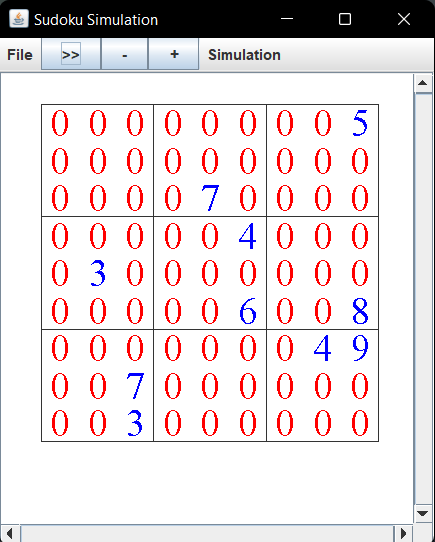 Sudoku Simulation
File >> - + Simulation
0 0 0 0 0 0 0 0 5
0 0 0 0 0 0 0 0 0
0 0 0 0 7 0 0 0 0
0 0 0 0 0 4 0 0 0
0 3 0 0 0 0 0 0 0
0 0 0 0 0 6 0 0 8
0 0 0 0 0 0 0 4 9
0 0 7 0 0 0 0 0 0
0 0 3 0 0 0 0 0 0